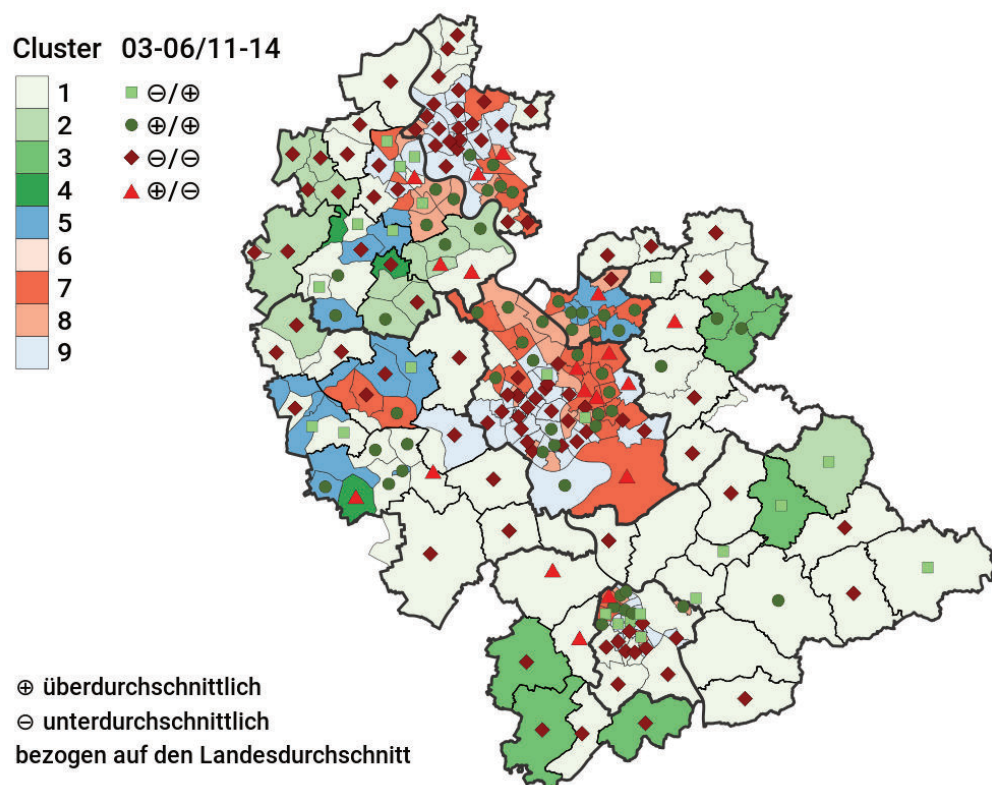 Cluster 03-06/11-14
1 ⊖/⊕
2 ⊕/⊕
3 ⊖/⊖
4 ⊕/⊖
5
6
7
8
9
⊕ überdurchschnittlich
⊖ unterdurchschnittlich
bezogen auf den Landesdurchschnitt